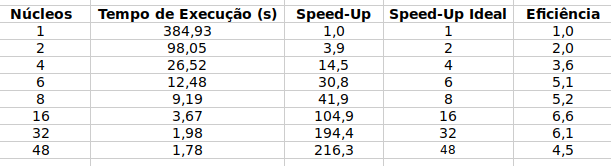 Núcleos Tempo de Execução (s) Speed-Up Speed-Up Ideal Eficiência
1 384,93 1,0 1 1,0
2 98,05 3,9 2 2,0
4 26,52 14,5 4 3,6
6 12,48 30,8 6 5,1
8 9,19 41,9 8 5,2
16 3,67 104,9 16 6,6
32 1,98 194,4 32 6,1
48 1,78 216,3 48 4,5